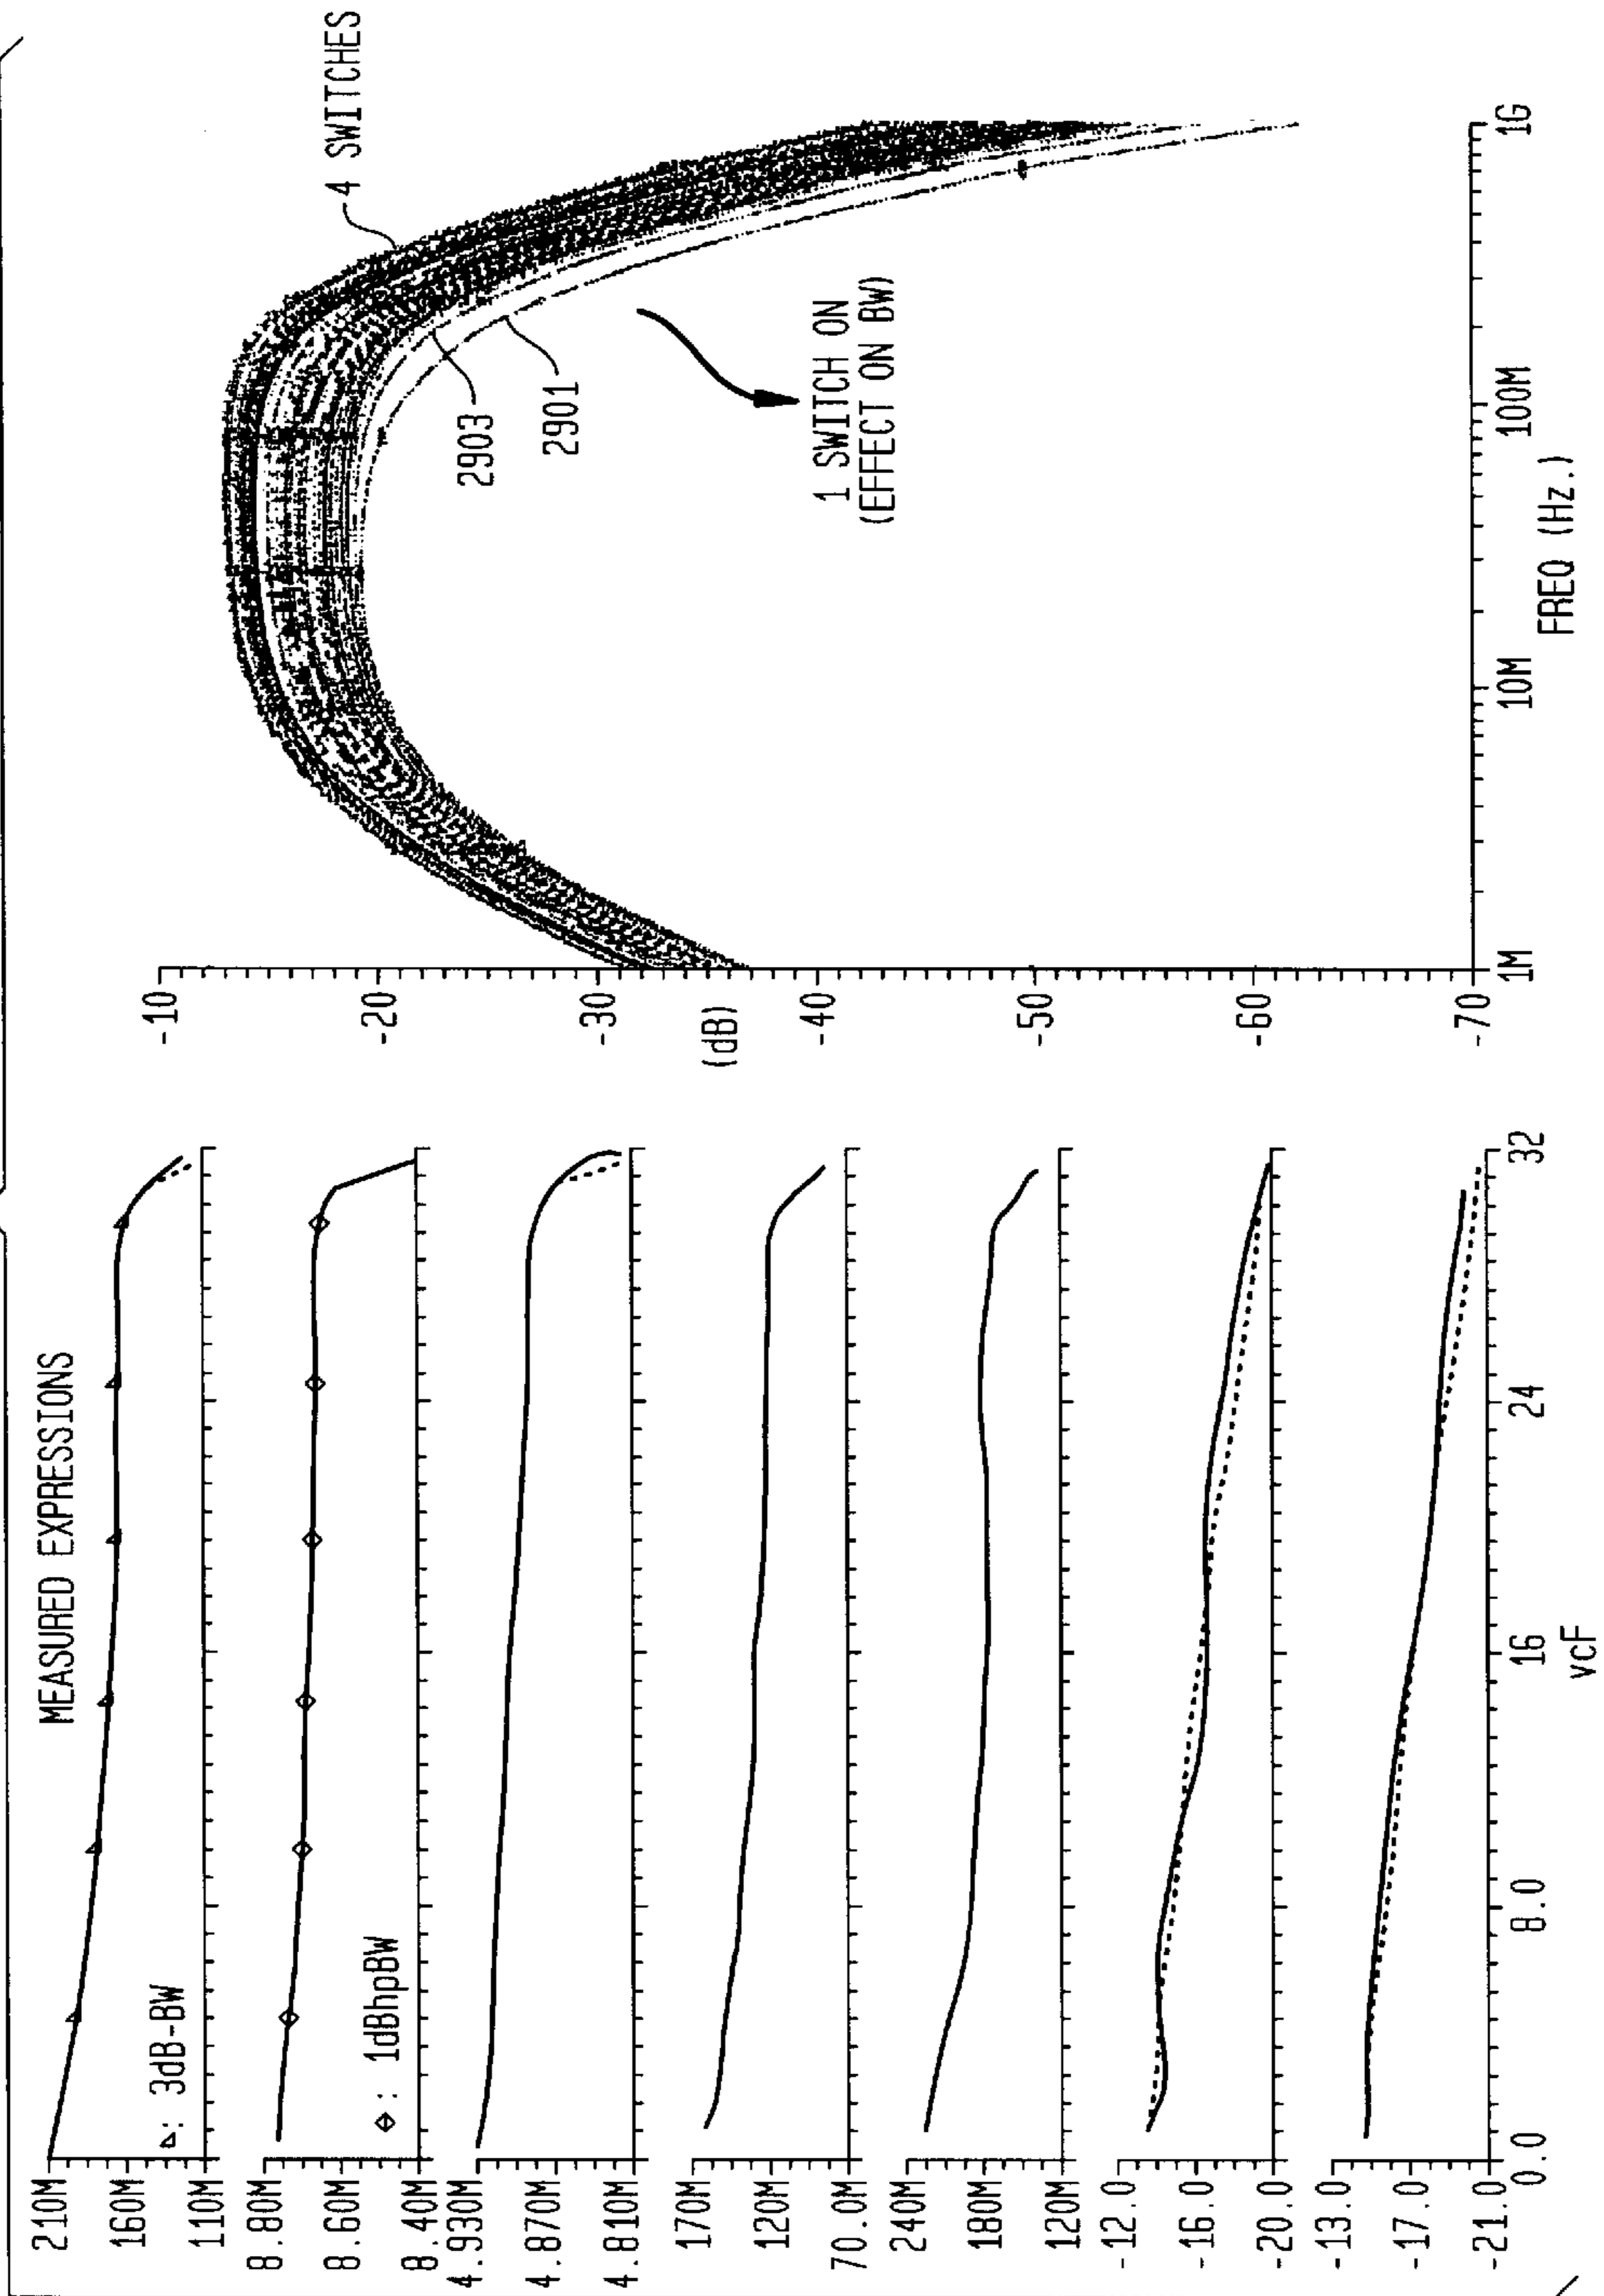 MEASURED EXPRESSIONS
210M
160M
110M
▵: 3dB-BW
8.80M
8.60M
8.40M
◇: 1dBhpBW
4.930M
4.870M
4.810M
170M
120M
70.0M
240M
180M
120M
-12.0
-16.0
-20.0
-13.0
-17.0
-21.0
0.0
8.0
16
24
32
vcF
-10
-20
-30
(dB)
-40
-50
-60
-70
4 SWITCHES
2903
2901
1 SWITCH ON
(EFFECT ON BW)
1M
10M
100M
1G
FREQ (Hz.)